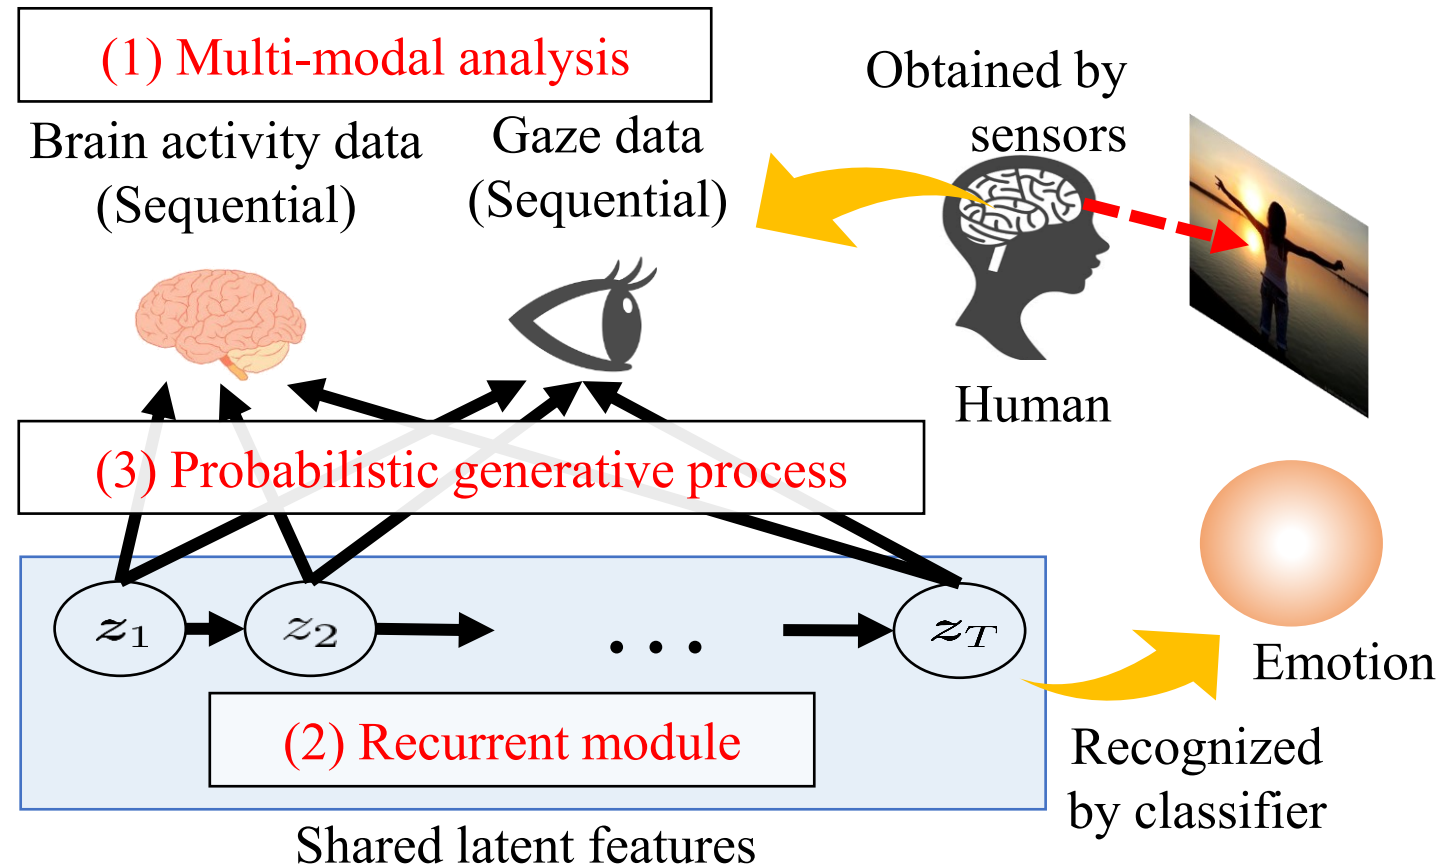 (1) Multi-modal analysis
Brain activity data
(Sequential)
Gaze data
(Sequential)
Obtained by
sensors
Human
(3) Probabilistic generative process
z₁
z₂
. . .
z_T
(2) Recurrent module
Shared latent features
Emotion
Recognized
by classifier